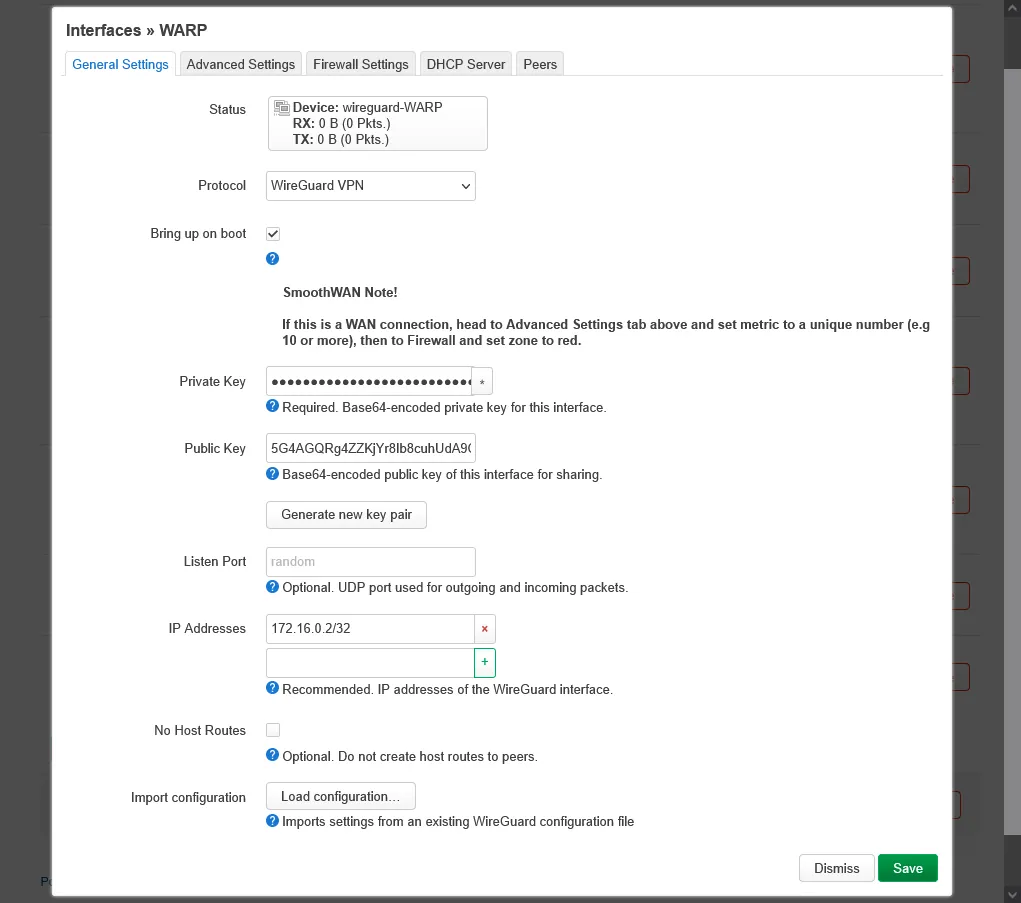 Interfaces » WARP
General Settings
Advanced Settings
Firewall Settings
DHCP Server
Peers
Status
Device: wireguard-WARP
RX: 0 B (0 Pkts.)
TX: 0 B (0 Pkts.)
Protocol
WireGuard VPN
Bring up on boot
SmoothWAN Note!
If this is a WAN connection, head to Advanced Settings tab above and set metric to a unique number (e.g
10 or more), then to Firewall and set zone to red.
Private Key
●●●●●●●●●●●●●●●●●●●●●●●●●●
*
Required. Base64-encoded private key for this interface.
Public Key
Base64-encoded public key of this interface for sharing.
Generate new key pair
Listen Port
random
Optional. UDP port used for outgoing and incoming packets.
IP Addresses
172.16.0.2/32
×
+
Recommended. IP addresses of the WireGuard interface.
No Host Routes
Optional. Do not create host routes to peers.
Import configuration
Load configuration…
Imports settings from an existing WireGuard configuration file
Dismiss
Save